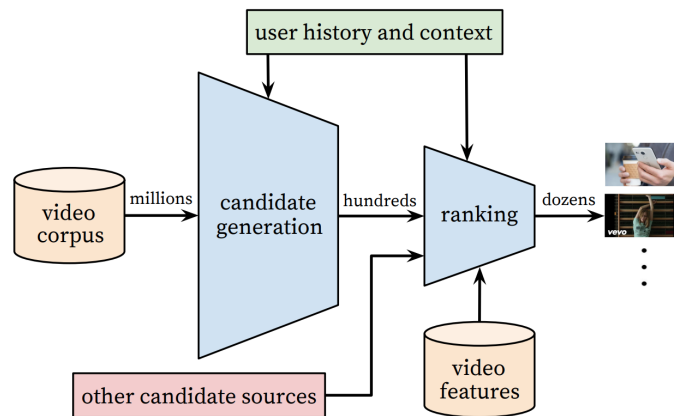 user history and context
millions
hundreds
dozens
video
corpus
candidate
generation
ranking
vevo
video
features
other candidate sources